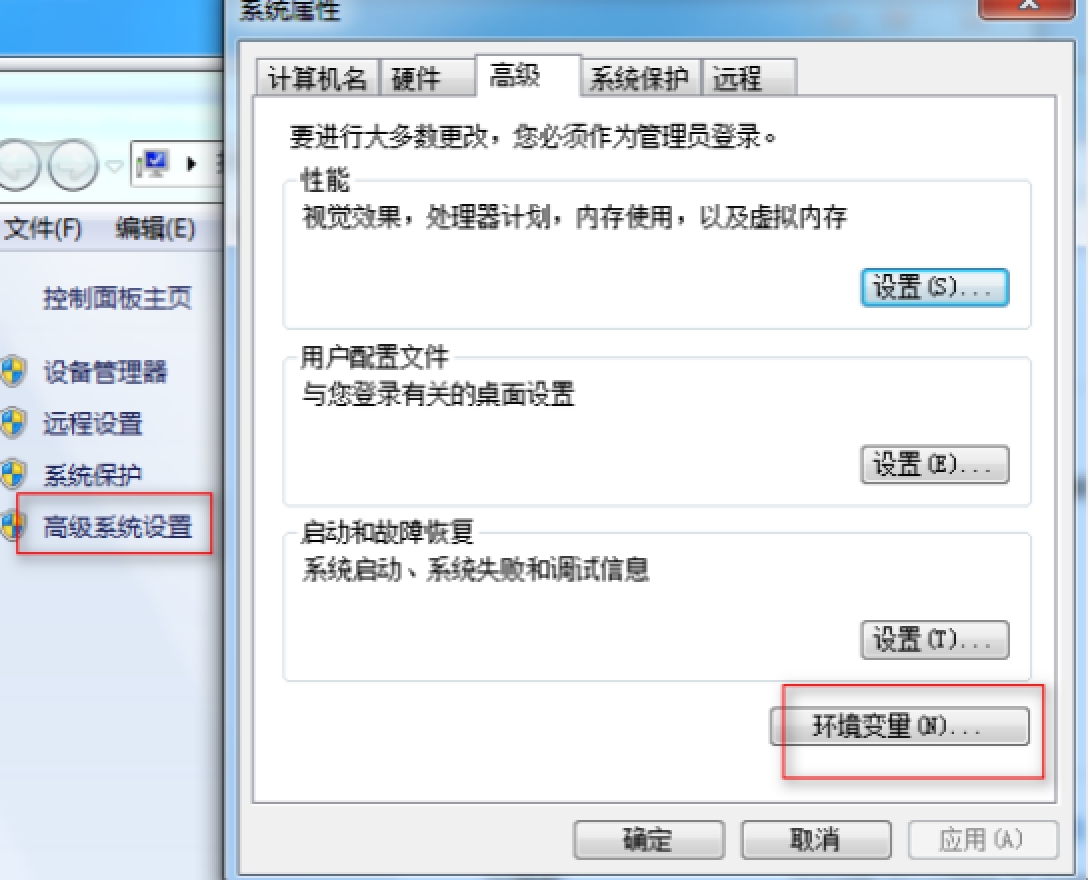 系统属性
计算机名 硬件 高级 系统保护 远程
要进行大多数更改，您必须作为管理员登录。
性能
视觉效果，处理器计划，内存使用，以及虚拟内存
设置(S)...
用户配置文件
与您登录有关的桌面设置
设置(E)...
启动和故障恢复
系统启动、系统失败和调试信息
设置(T)...
环境变量(N)...
确定 取消 应用(A)
文件(F) 编辑(E)
控制面板主页
设备管理器
远程设置
系统保护
高级系统设置